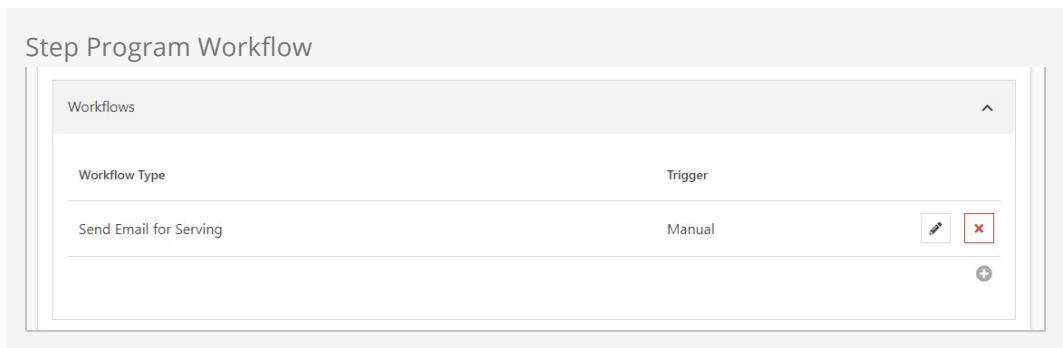 Step Program Workflow
Workflows
Workflow Type Trigger
Send Email for Serving Manual